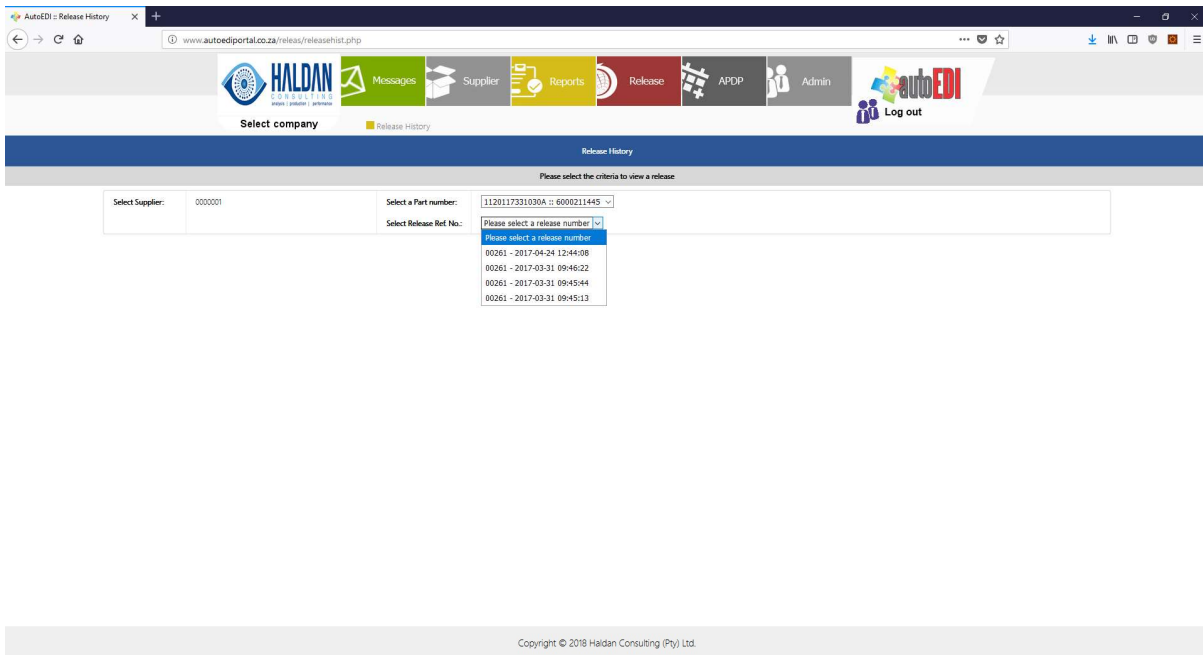 AutoEDI :: Release History
www.autoediportal.co.za/releas/releasehist.php
HALDAN
CONSULTING
analysis | production | performance
Messages
Supplier
Reports
Release
APDP
Admin
autoEDI
Log out
Select company
Release History
Release History
Please select the criteria to view a release
Select Supplier: 0000001 Select a Part number: 1120117331030A :: 6000211445
Select Release Ref. No.: Please select a release number
Please select a release number
00261 - 2017-04-24 12:44:08
00261 - 2017-03-31 09:46:22
00261 - 2017-03-31 09:45:44
00261 - 2017-03-31 09:45:13
Copyright © 2018 Haldan Consulting (Pty) Ltd.